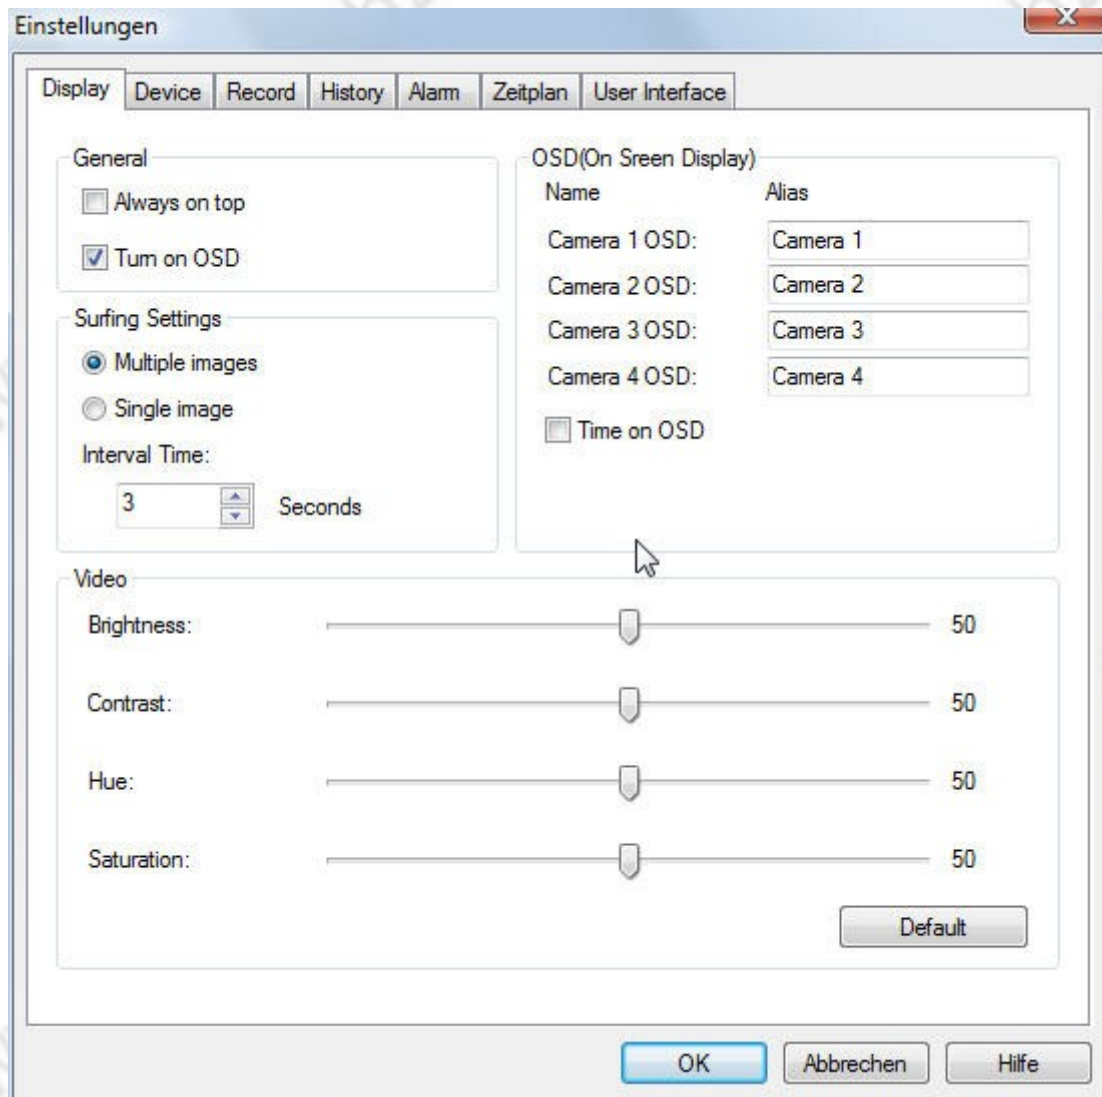 Einstellungen
Display Device Record History Alarm Zeitplan User Interface
General
Always on top
Turn on OSD
Surfing Settings
Multiple images
Single image
Interval Time:
3 Seconds
OSD(On Sreen Display)
Name Alias
Camera 1 OSD: Camera 1
Camera 2 OSD: Camera 2
Camera 3 OSD: Camera 3
Camera 4 OSD: Camera 4
Time on OSD
Video
Brightness: 50
Contrast: 50
Hue: 50
Saturation: 50
Default
OK Abbrechen Hilfe